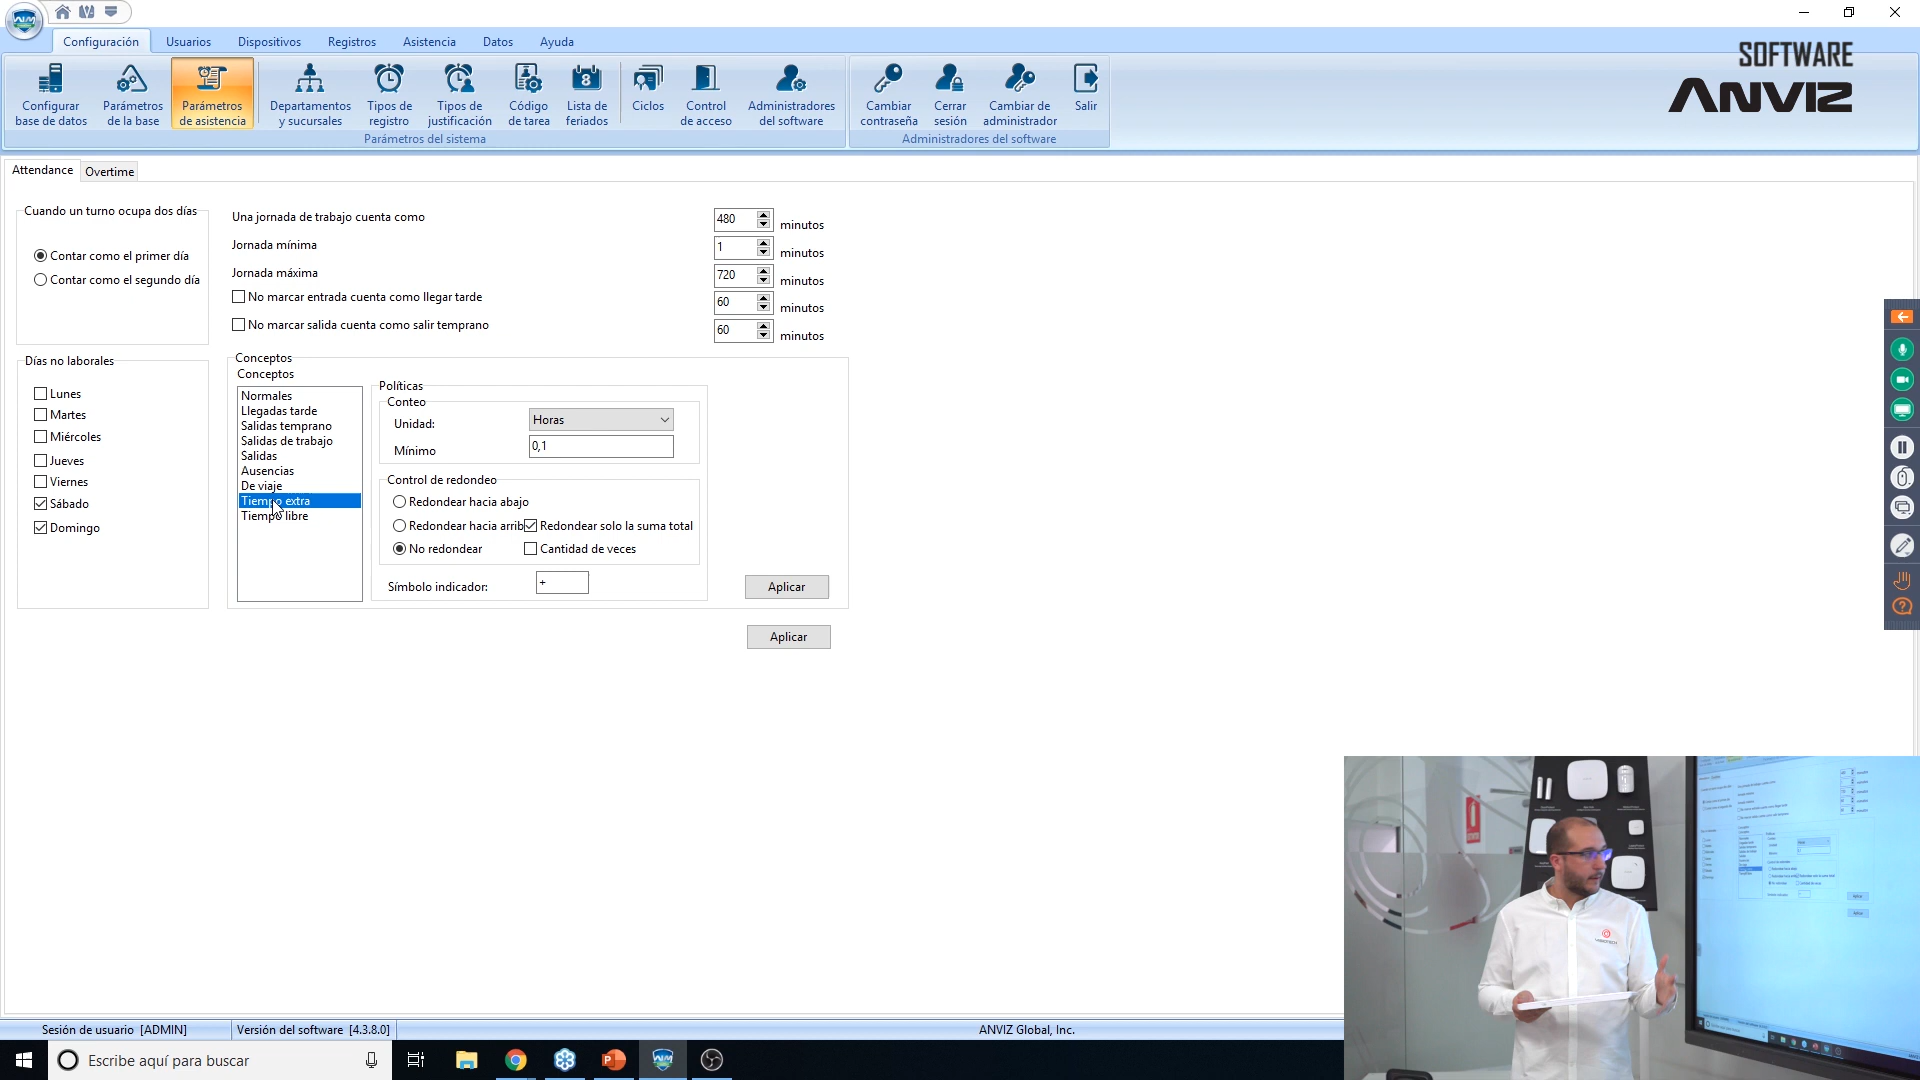 Configuración Usuarios Dispositivos Registros Asistencia Datos Ayuda
SOFTWARE
ANVIZ
Configurar
base de datos
Parámetros
de la base
Parámetros
de asistencia
Departamentos
y sucursales
Tipos de
registro
Tipos de
justificación
Código
de tarea
8
Lista de
feriados
Ciclos
Control
de acceso
Administradores
del software
Cambiar
contraseña
Cerrar
sesión
Cambiar de
administrador
Salir
Parámetros del sistema
Administradores del software
Attendance Overtime
Cuando un turno ocupa dos días
Contar como el primer día
Contar como el segundo día
Una jornada de trabajo cuenta como 480 minutos
Jornada mínima 1 minutos
Jornada máxima 720 minutos
No marcar entrada cuenta como llegar tarde 60 minutos
No marcar salida cuenta como salir temprano 60 minutos
Días no laborales
Lunes
Martes
Miércoles
Jueves
Viernes
Sábado
Domingo
Conceptos
Conceptos
Normales
Llegadas tarde
Salidas temprano
Salidas de trabajo
Salidas
Ausencias
De viaje
Tiempo extra
Tiempo libre
Políticas
Conteo
Unidad: Horas
Mínimo 0,1
Control de redondeo
Redondear hacia abajo
Redondear hacia arrib Redondear solo la suma total
No redondear Cantidad de veces
Símbolo indicador: +
Aplicar
Aplicar
Sesión de usuario [ADMIN] Versión del software [4.3.8.0] ANVIZ Global, Inc.
Escribe aquí para buscar